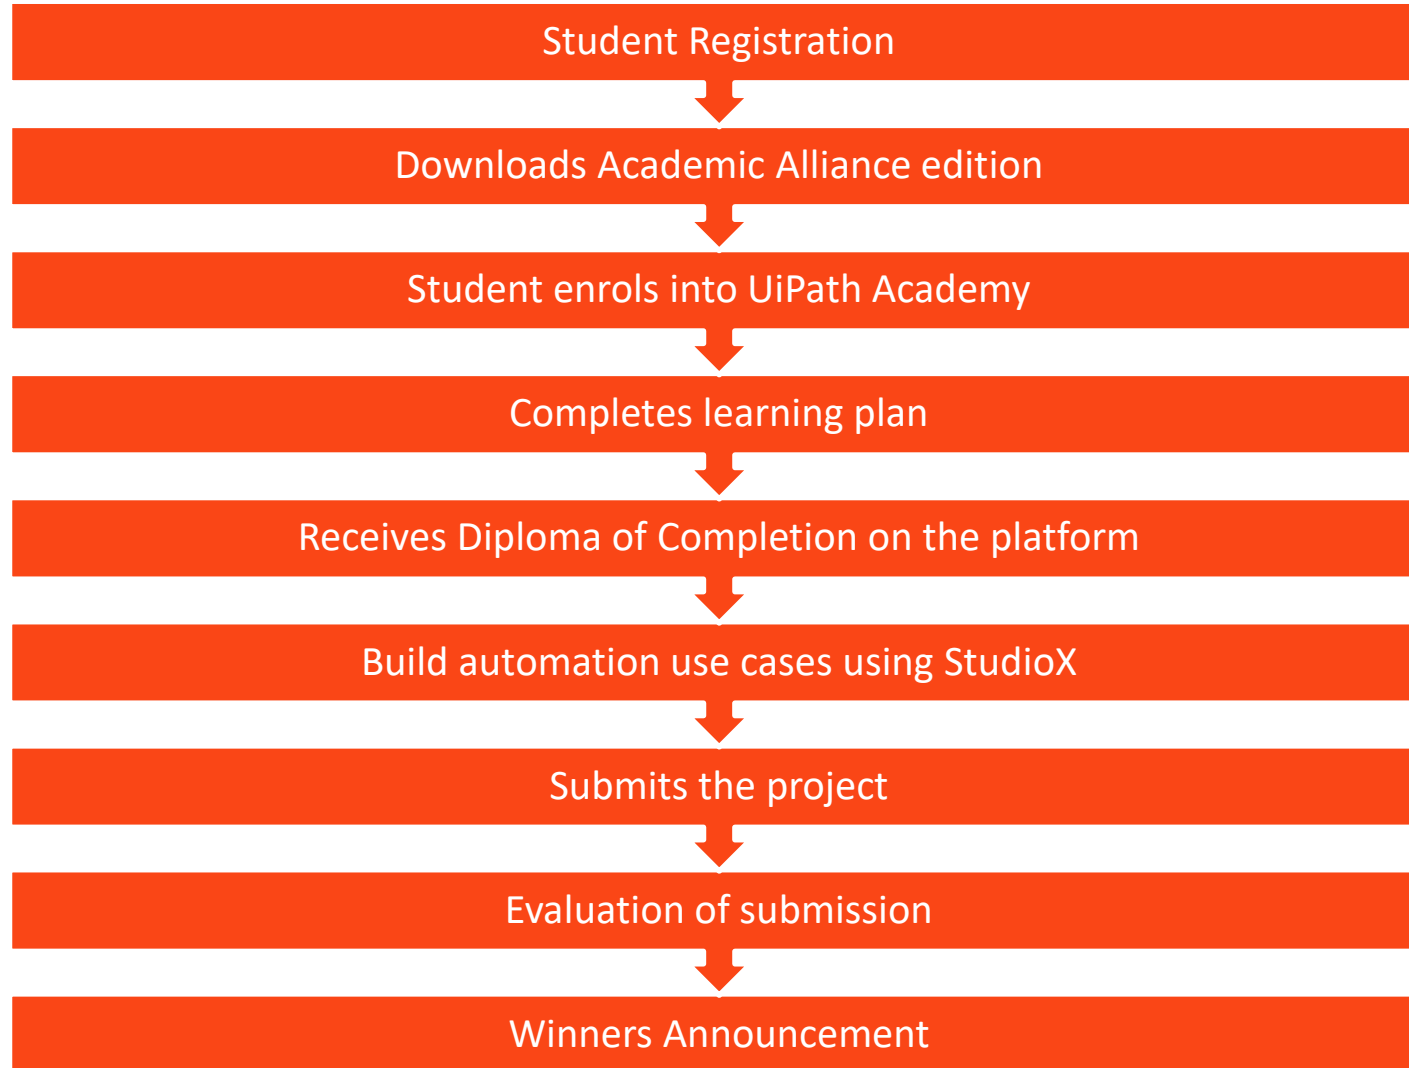 Student Registration
Downloads Academic Alliance edition
Student enrols into UiPath Academy
Completes learning plan
Receives Diploma of Completion on the platform
Build automation use cases using StudioX
Submits the project
Evaluation of submission
Winners Announcement